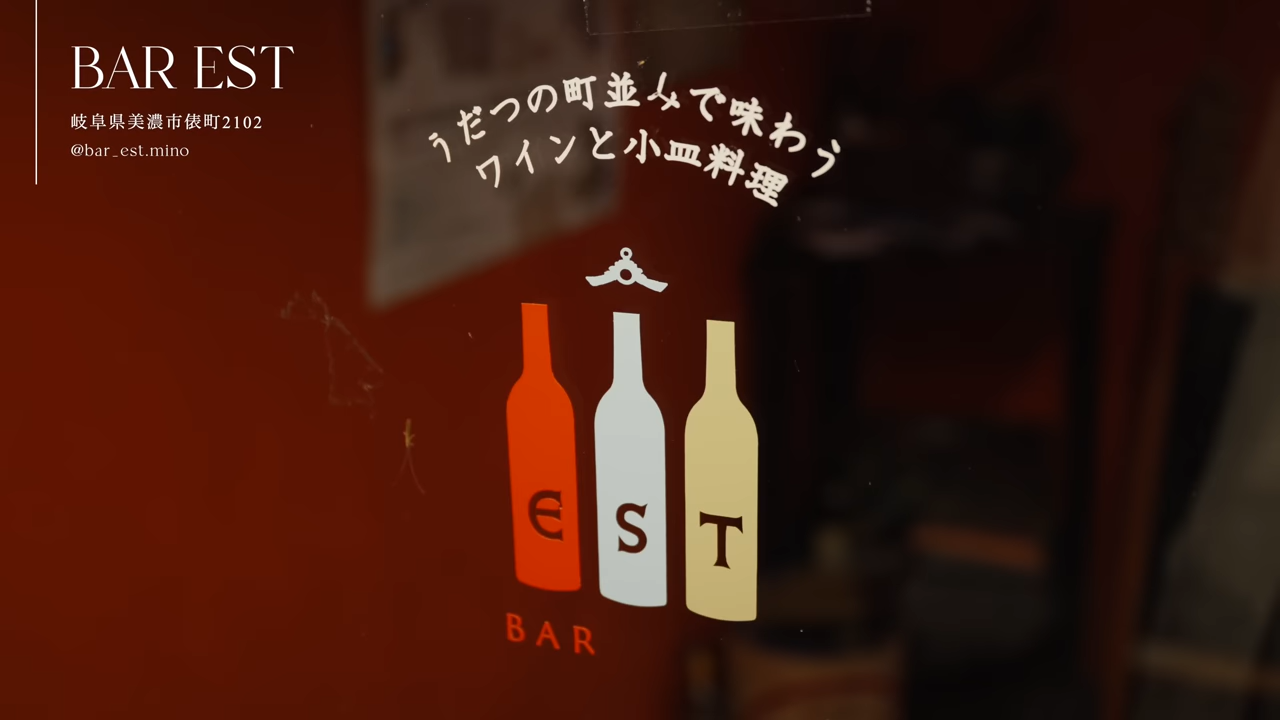 BAR EST
岐阜県美濃市俵町2102
@bar_est.mino
うだつの町並みで味わう
ワインと小皿料理
E S T
BAR